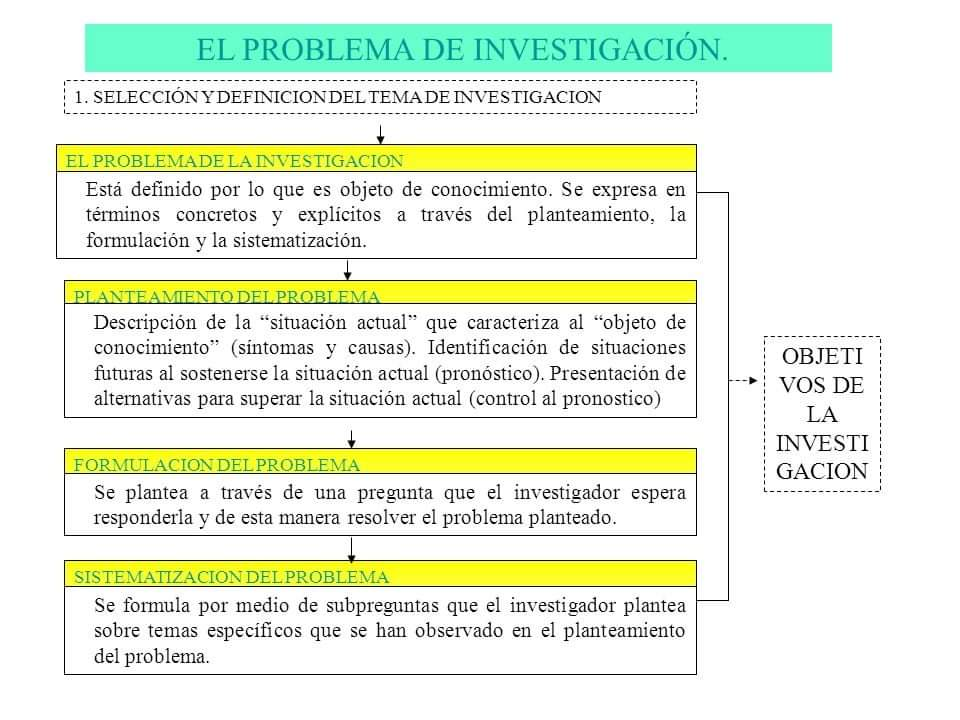 EL PROBLEMA DE INVESTIGACIÓN.
1. SELECCIÓN Y DEFINICION DEL TEMA DE INVESTIGACION
EL PROBLEMA DE LA INVESTIGACION
Está definido por lo que es objeto de conocimiento. Se expresa en
términos concretos y explícitos a través del planteamiento, la
formulación y la sistematización.
PLANTEAMIENTO DEL PROBLEMA
Descripción de la “situación actual” que caracteriza al “objeto de
conocimiento” (síntomas y causas). Identificación de situaciones
futuras al sostenerse la situación actual (pronóstico). Presentación de
alternativas para superar la situación actual (control al pronostico)
FORMULACION DEL PROBLEMA
Se plantea a través de una pregunta que el investigador espera
responderla y de esta manera resolver el problema planteado.
SISTEMATIZACION DEL PROBLEMA
Se formula por medio de subpreguntas que el investigador plantea
sobre temas específicos que se han observado en el planteamiento
del problema.
OBJETI
VOS DE
LA
INVESTI
GACION